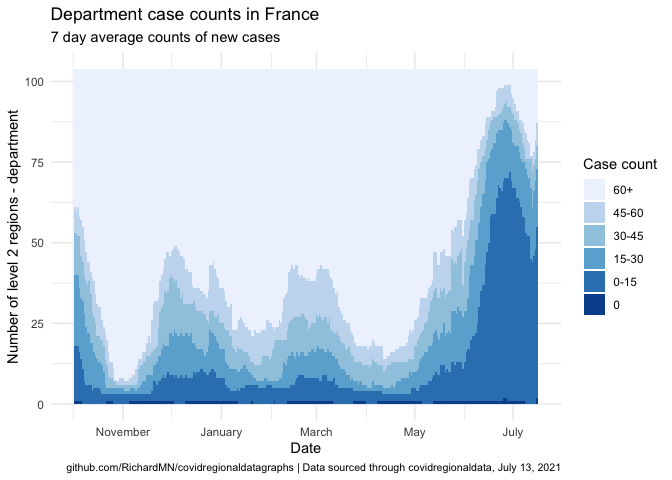 Department case counts in France
7 day average counts of new cases
Number of level 2 regions - department
100
75
50
25
0
November
January
March
May
July
Date
Case count
60+
45-60
30-45
15-30
0-15
0
github.com/RichardMN/covidregionaldatagraphs | Data sourced through covidregionaldata, July 13, 2021